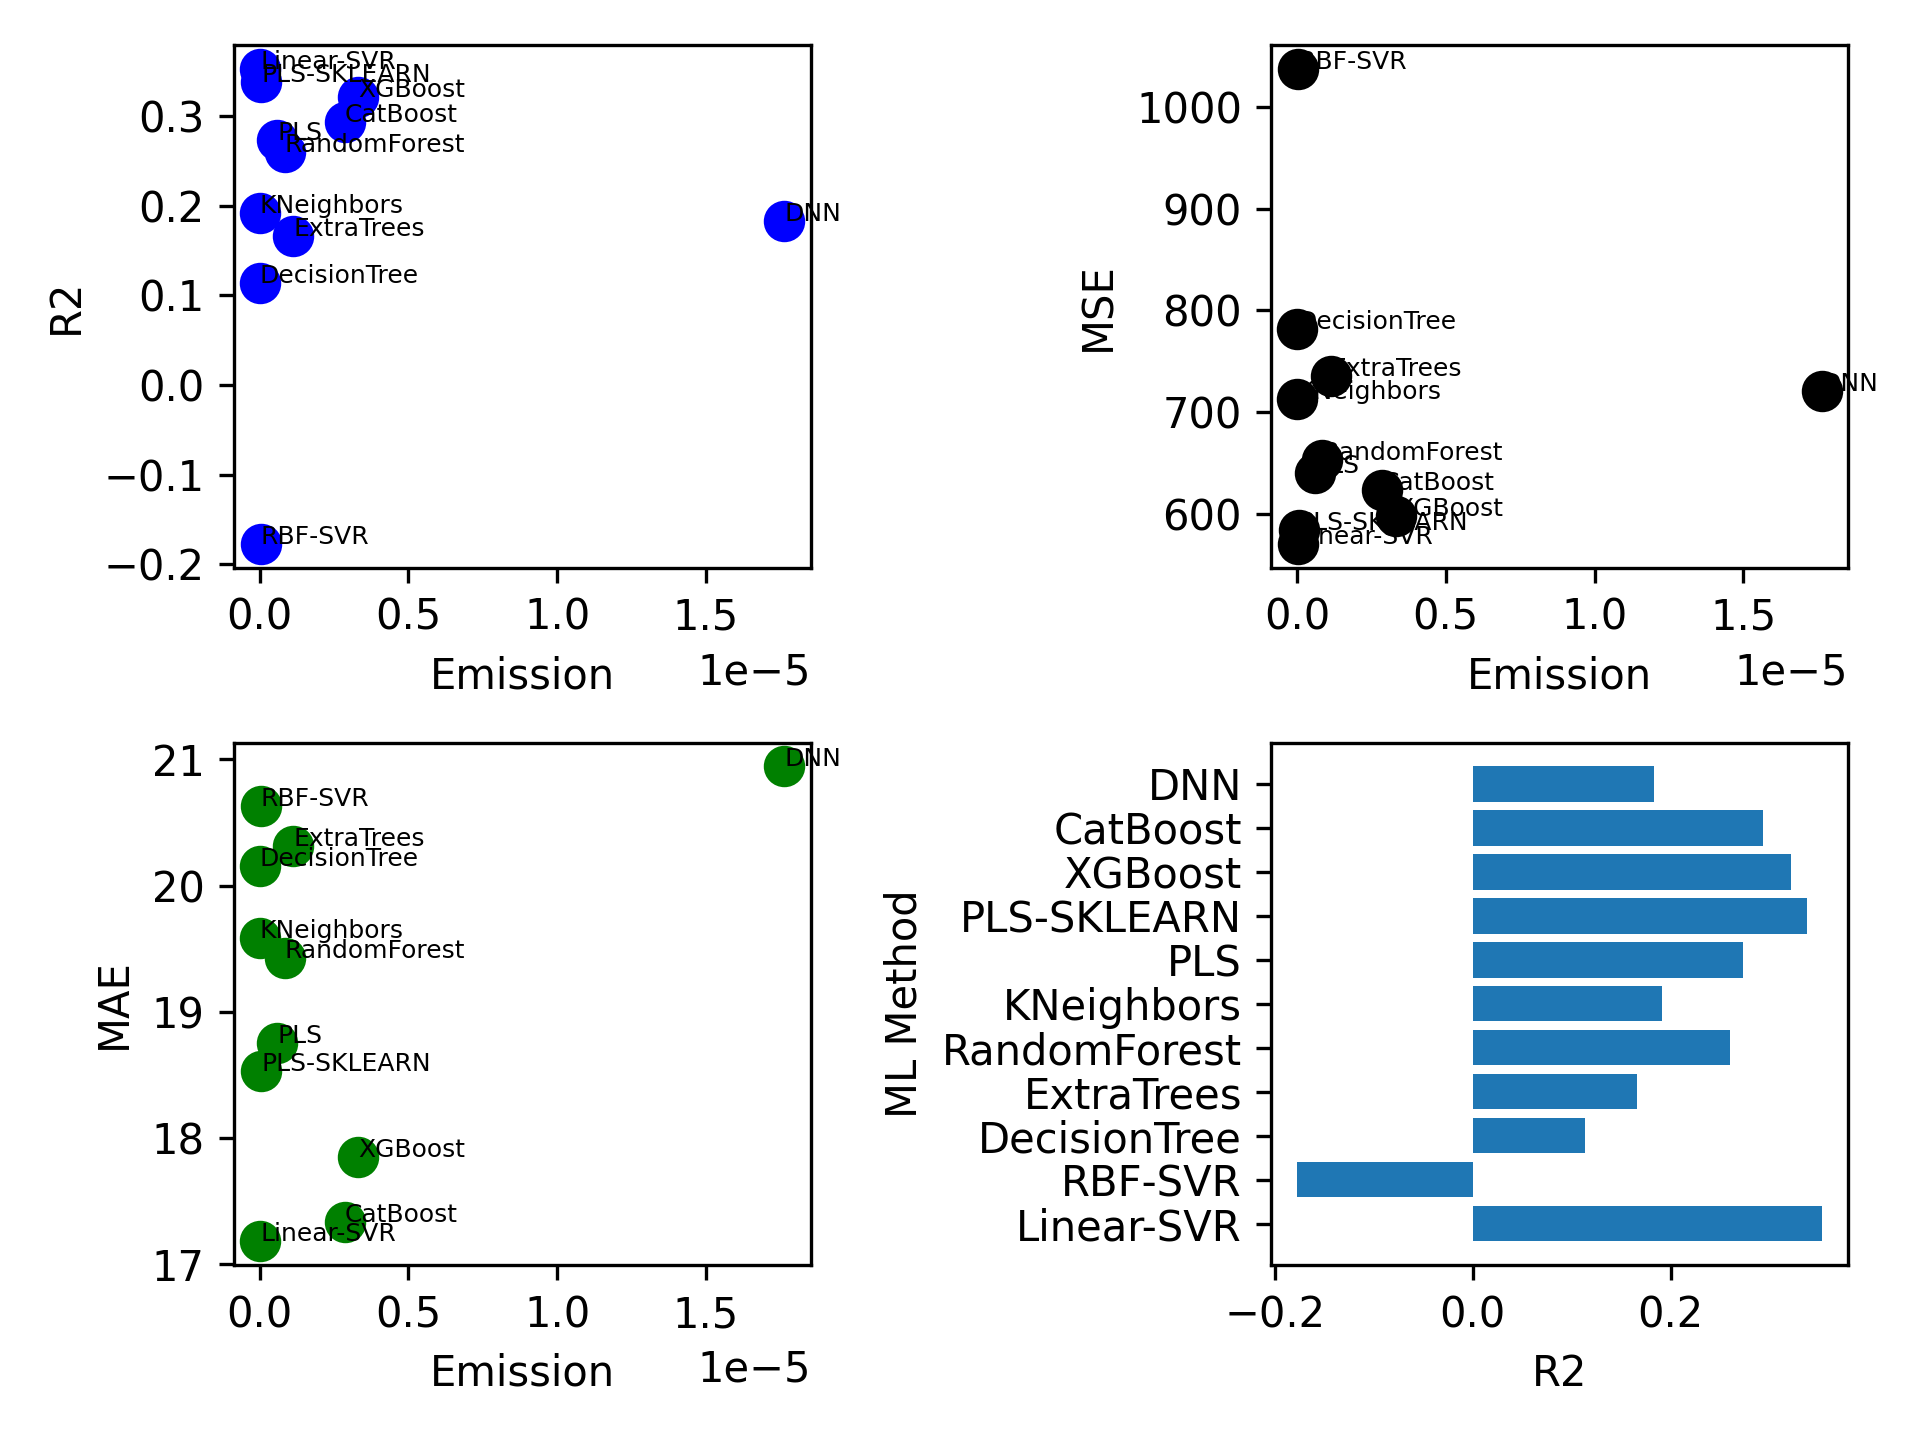 R2
0.3
0.2
0.1
0.0
−0.1
−0.2
Linear-SVR
PLS-SKLEARN
XGBoost
CatBoost
PLS
RandomForest
KNeighbors
DNN
ExtraTrees
DecisionTree
RBF-SVR
0.0 0.5 1.0 1.5
1e−5
Emission
MSE
1000
900
800
700
600
RBF-SVR
DecisionTree
ExtraTrees
DNN
KNeighbors
RandomForest
PLS
CatBoost
XGBoost
PLS-SKLEARN
Linear-SVR
0.0 0.5 1.0 1.5
1e−5
Emission
MAE
21
20
19
18
17
DNN
RBF-SVR
ExtraTrees
DecisionTree
KNeighbors
RandomForest
PLS
PLS-SKLEARN
XGBoost
CatBoost
Linear-SVR
0.0 0.5 1.0 1.5
1e−5
Emission
ML Method
DNN
CatBoost
XGBoost
PLS-SKLEARN
PLS
KNeighbors
RandomForest
ExtraTrees
DecisionTree
RBF-SVR
Linear-SVR
−0.2 0.0 0.2
R2